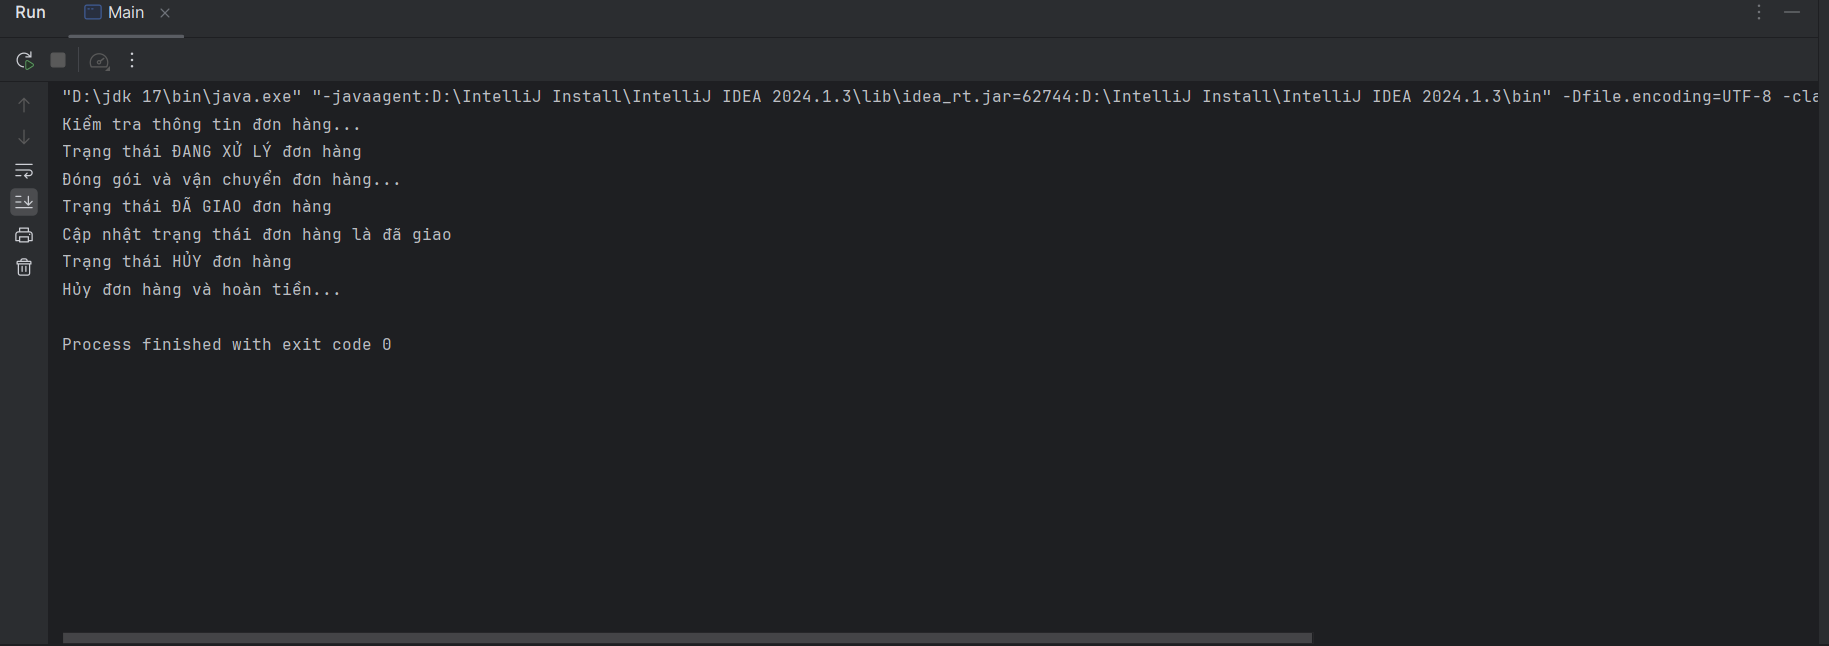 Run Main
"D:\jdk 17\bin\java.exe" "-javaagent:D:\IntelliJ Install\IntelliJ IDEA 2024.1.3\lib\idea_rt.jar=62744:D:\IntelliJ Install\IntelliJ IDEA 2024.1.3\bin" -Dfile.encoding=UTF-8 -cla
Kiểm tra thông tin đơn hàng...
Trạng thái ĐANG XỬ LÝ đơn hàng
Đóng gói và vận chuyển đơn hàng...
Trạng thái ĐÃ GIAO đơn hàng
Cập nhật trạng thái đơn hàng là đã giao
Trạng thái HỦY đơn hàng
Hủy đơn hàng và hoàn tiền...
Process finished with exit code 0